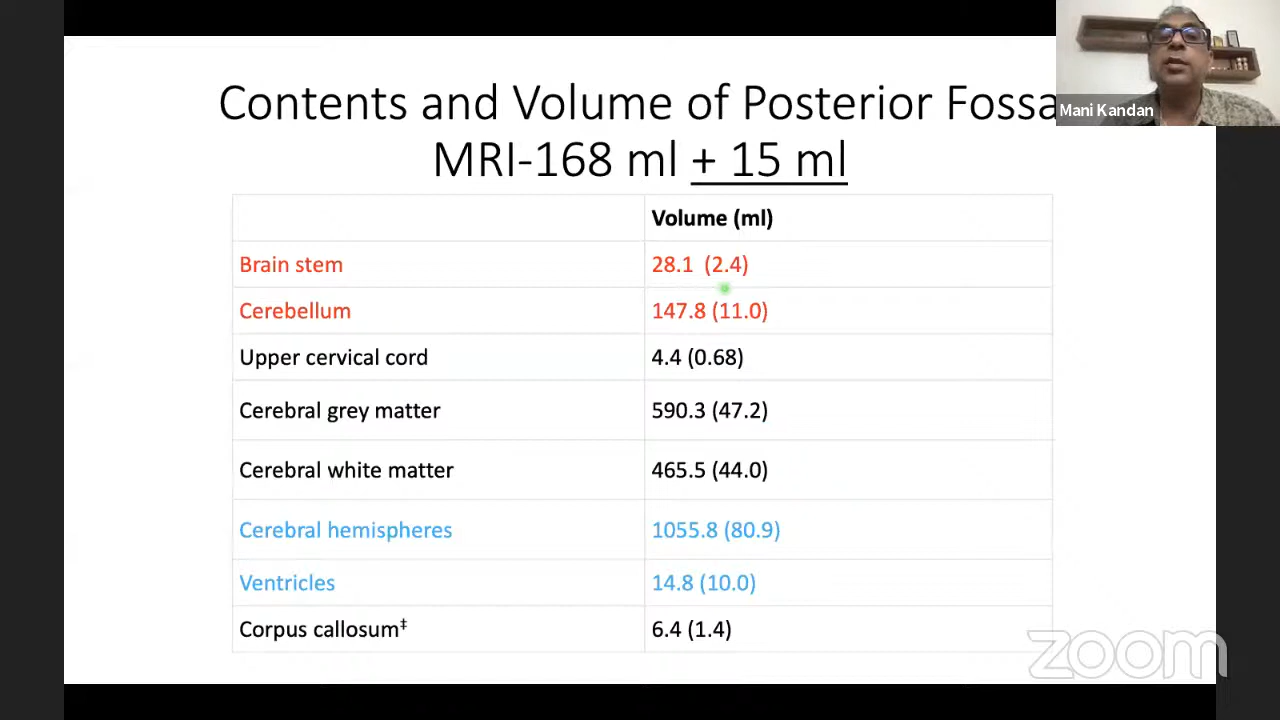 Contents and Volume of Posterior Fossa
MRI-168 ml + 15 ml
Volume (ml)
Brain stem 28.1 (2.4)
Cerebellum 147.8 (11.0)
Upper cervical cord 4.4 (0.68)
Cerebral grey matter 590.3 (47.2)
Cerebral white matter 465.5 (44.0)
Cerebral hemispheres 1055.8 (80.9)
Ventricles 14.8 (10.0)
Corpus callosum‡ 6.4 (1.4)
Mani Kandan
zoom